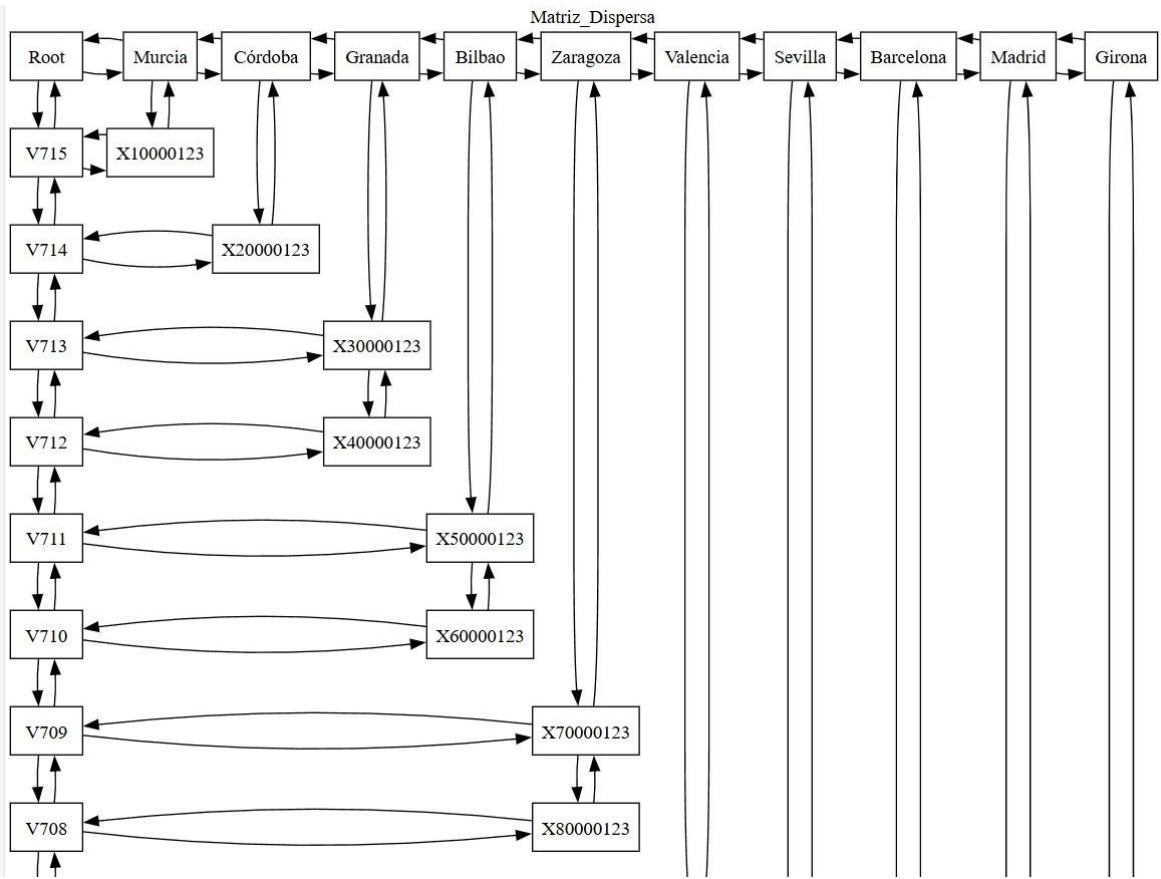 Matriz_Dispersa
Root Murcia Córdoba Granada Bilbao Zaragoza Valencia Sevilla Barcelona Madrid Girona
V715 X10000123
V714 X20000123
V713 X30000123
V712 X40000123
V711 X50000123
V710 X60000123
V709 X70000123
V708 X80000123